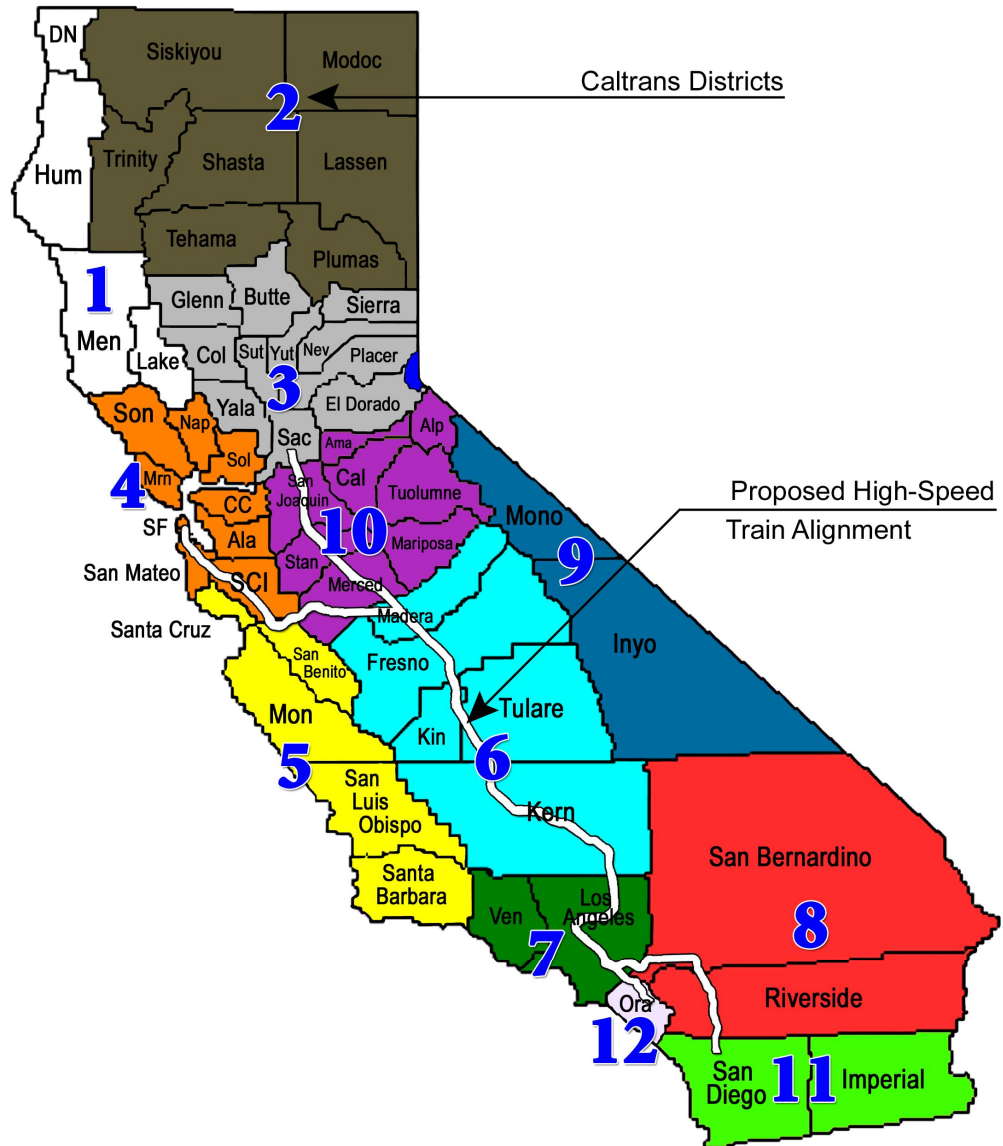 DN
Siskiyou
Modoc
Caltrans Districts
2
Hum
Trinity
Shasta
Lassen
Tehama
Plumas
1
Glenn
Butte
Sierra
Men
Lake
Col
Sut
Yut
Nev
Placer
3
Yala
El Dorado
Son
Nap
Sac
Ama
Alp
Sol
4
Mrn
San
Joaquin
Cal
Tuolumne
CC
SF
Ala
10
Mariposa
Mono
Proposed High-Speed
Train Alignment
9
Stan
San Mateo
SCl
Merced
Santa Cruz
Madera
San
Benito
Fresno
Inyo
Mon
Tulare
Kin
5
6
San
Luis
Obispo
Kern
Santa
Barbara
San Bernardino
Ven
Los
Angeles
7
8
Ora
12
Riverside
San
Diego
11
Imperial